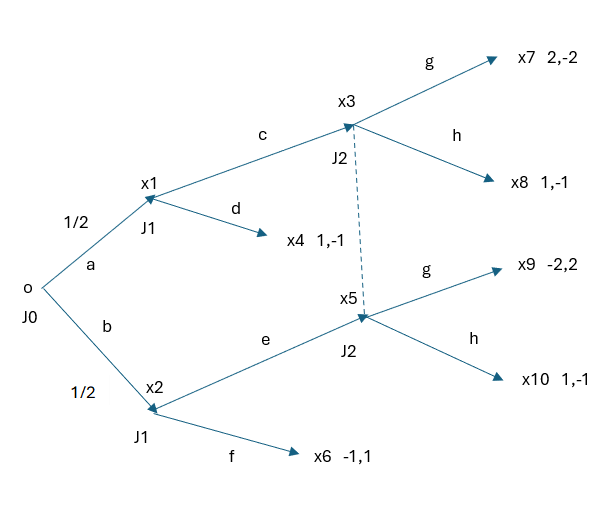 g
x7 2,-2
x3
c
h
J2
x1
x8 1,-1
d
1/2
J1
x4 1,-1
a
g
x9 -2,2
o
x5
J0
b
e
h
J2
x2
x10 1,-1
1/2
J1
f
x6 -1,1